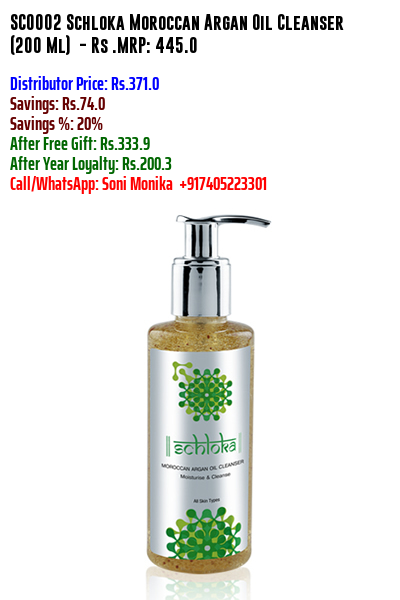 SCO002 Schloka Moroccan Argan Oil Cleanser
(200 Ml) - Rs .MRP: 445.0
Distributor Price: Rs.371.0
Savings: Rs.74.0
Savings %: 20%
After Free Gift: Rs.333.9
After Year Loyalty: Rs.200.3
Call/WhatsApp: Soni Monika +917405223301
schloka
MOROCCAN ARGAN OIL CLEANSER
Moisturise & Cleanse
All Skin Types